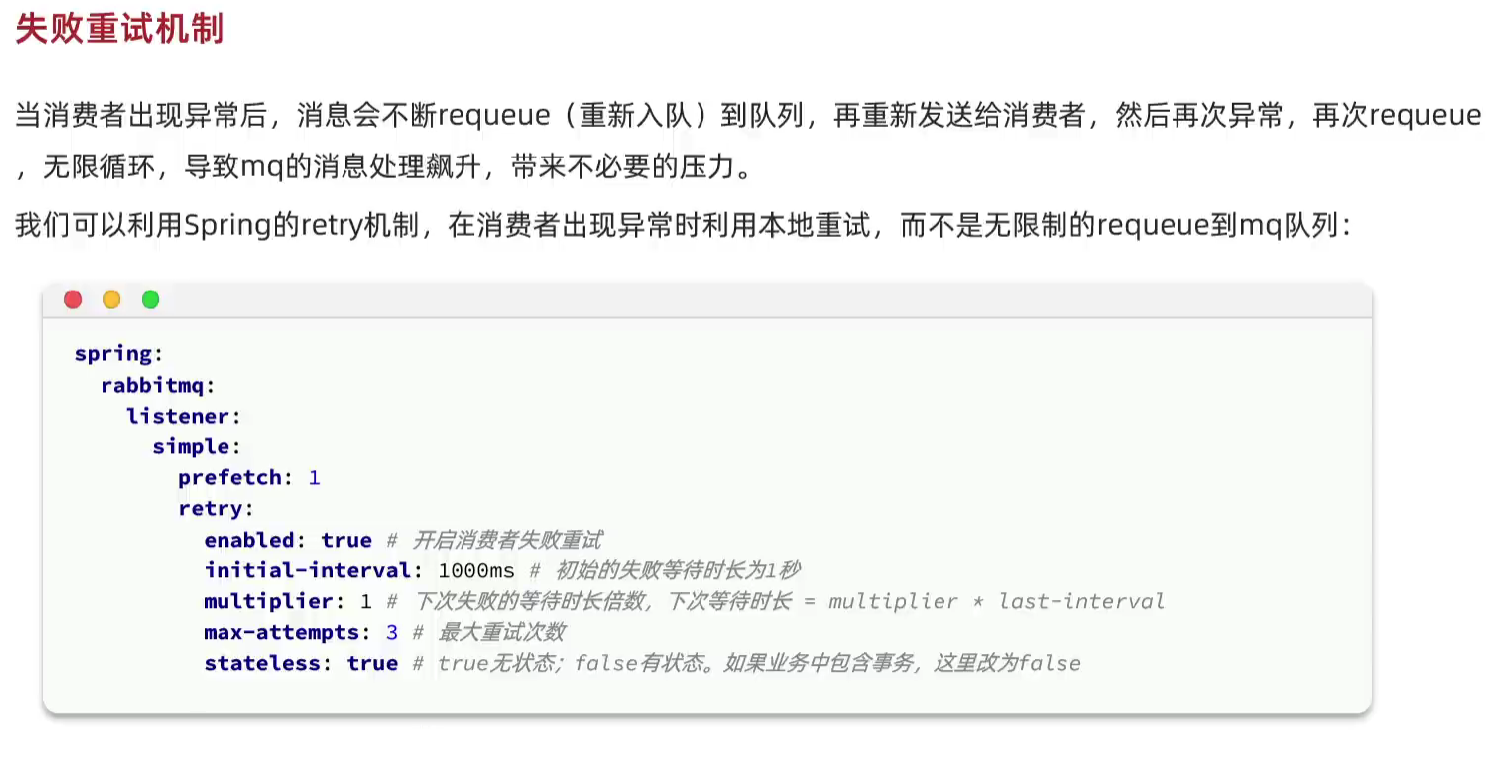 失败重试机制
当消费者出现异常后，消息会不断requeue（重新入队）到队列，再重新发送给消费者，然后再次异常，再次requeue
，无限循环，导致mq的消息处理飙升，带来不必要的压力。
我们可以利用Spring的retry机制，在消费者出现异常时利用本地重试，而不是无限制的requeue到mq队列：
spring:
  rabbitmq:
    listener:
      simple:
        prefetch: 1
        retry:
          enabled: true # 开启消费者失败重试
          initial-interval: 1000ms # 初始的失败等待时长为1秒
          multiplier: 1 # 下次失败的等待时长倍数，下次等待时长 = multiplier * last-interval
          max-attempts: 3 # 最大重试次数
          stateless: true # true无状态；false有状态。如果业务中包含事务，这里改为false